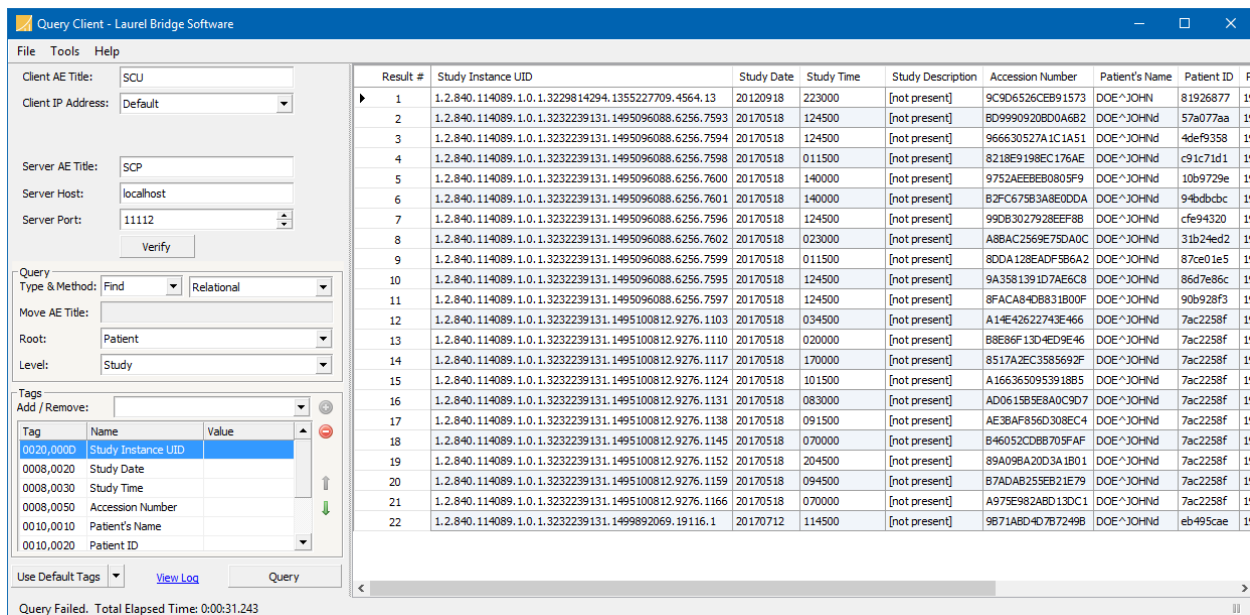 Query Client - Laurel Bridge Software
File Tools Help
Client AE Title: SCU
Client IP Address: Default
Server AE Title: SCP
Server Host: localhost
Server Port: 11112
Verify
Query
Type & Method: Find Relational
Move AE Title:
Root: Patient
Level: Study
Tags
Add / Remove:
Tag Name Value
0020,000D Study Instance UID
0008,0020 Study Date
0008,0030 Study Time
0008,0050 Accession Number
0010,0010 Patient's Name
0010,0020 Patient ID
Use Default Tags View Log Query
Query Failed. Total Elapsed Time: 0:00:31.243
Result # Study Instance UID Study Date Study Time Study Description Accession Number Patient's Name Patient ID
1 1.2.840.114089.1.0.1.3229814294.1355227709.4564.13 20120918 223000 [not present] 9C9D6526CEB91573 DOE^JOHN 81926877
2 1.2.840.114089.1.0.1.3232239131.1495096088.6256.7593 20170518 124500 [not present] BD9990920BD0A6B2 DOE^JOHNd 57a077aa
3 1.2.840.114089.1.0.1.3232239131.1495096088.6256.7594 20170518 124500 [not present] 966630527A1C1A51 DOE^JOHNd 4def9358
4 1.2.840.114089.1.0.1.3232239131.1495096088.6256.7598 20170518 011500 [not present] 8218E9198EC176AE DOE^JOHNd c91c71d1
5 1.2.840.114089.1.0.1.3232239131.1495096088.6256.7600 20170518 140000 [not present] 9752AEEBEB0805F9 DOE^JOHNd 10b9729e
6 1.2.840.114089.1.0.1.3232239131.1495096088.6256.7601 20170518 140000 [not present] B2FC675B3A8E0DDA DOE^JOHNd 94bdbcbc
7 1.2.840.114089.1.0.1.3232239131.1495096088.6256.7596 20170518 124500 [not present] 99DB3027928EEF8B DOE^JOHNd cfe94320
8 1.2.840.114089.1.0.1.3232239131.1495096088.6256.7602 20170518 023000 [not present] A8BAC2569E75DA0C DOE^JOHNd 31b24ed2
9 1.2.840.114089.1.0.1.3232239131.1495096088.6256.7599 20170518 011500 [not present] 8DDA128EADF5B6A2 DOE^JOHNd 87ce01e5
10 1.2.840.114089.1.0.1.3232239131.1495096088.6256.7595 20170518 124500 [not present] 9A3581391D7AE6C8 DOE^JOHNd 86d7e86c
11 1.2.840.114089.1.0.1.3232239131.1495096088.6256.7597 20170518 124500 [not present] 8FACA84DB831B00F DOE^JOHNd 90b928f3
12 1.2.840.114089.1.0.1.3232239131.1495100812.9276.1103 20170518 034500 [not present] A14E42622743E466 DOE^JOHNd 7ac2258f
13 1.2.840.114089.1.0.1.3232239131.1495100812.9276.1110 20170518 020000 [not present] B8E86F13D4ED9E46 DOE^JOHNd 7ac2258f
14 1.2.840.114089.1.0.1.3232239131.1495100812.9276.1117 20170518 170000 [not present] 8517A2EC3585692F DOE^JOHNd 7ac2258f
15 1.2.840.114089.1.0.1.3232239131.1495100812.9276.1124 20170518 101500 [not present] A1663650953918B5 DOE^JOHNd 7ac2258f
16 1.2.840.114089.1.0.1.3232239131.1495100812.9276.1131 20170518 083000 [not present] AD0615B5E8A0C9D7 DOE^JOHNd 7ac2258f
17 1.2.840.114089.1.0.1.3232239131.1495100812.9276.1138 20170518 091500 [not present] AE3BAF856D308EC4 DOE^JOHNd 7ac2258f
18 1.2.840.114089.1.0.1.3232239131.1495100812.9276.1145 20170518 070000 [not present] B46052CDBB705FAF DOE^JOHNd 7ac2258f
19 1.2.840.114089.1.0.1.3232239131.1495100812.9276.1152 20170518 204500 [not present] 89A09BA20D3A1B01 DOE^JOHNd 7ac2258f
20 1.2.840.114089.1.0.1.3232239131.1495100812.9276.1159 20170518 094500 [not present] B7ADAB255EB21E79 DOE^JOHNd 7ac2258f
21 1.2.840.114089.1.0.1.3232239131.1495100812.9276.1166 20170518 070000 [not present] A975E982ABD13DC1 DOE^JOHNd 7ac2258f
22 1.2.840.114089.1.0.1.3232239131.1499892069.19116.1 20170712 114500 [not present] 9B71ABD4D7B7249B DOE^JOHNd eb495cae